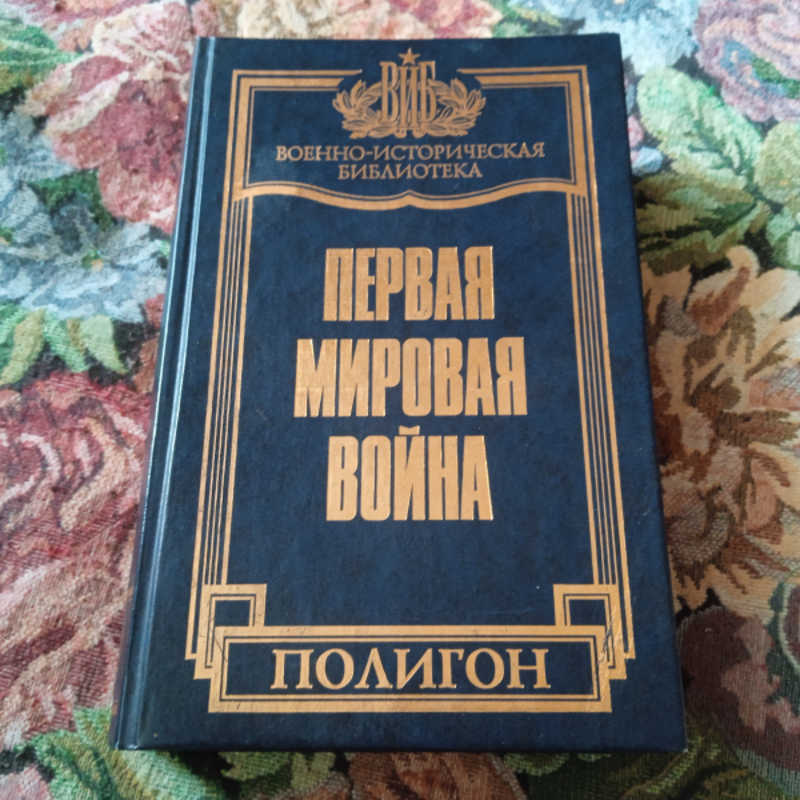 ВИБ
ВОЕННО-ИСТОРИЧЕСКАЯ
БИБЛИОТЕКА
ПЕРВАЯ
МИРОВАЯ
ВОЙНА
ПОЛИГОН